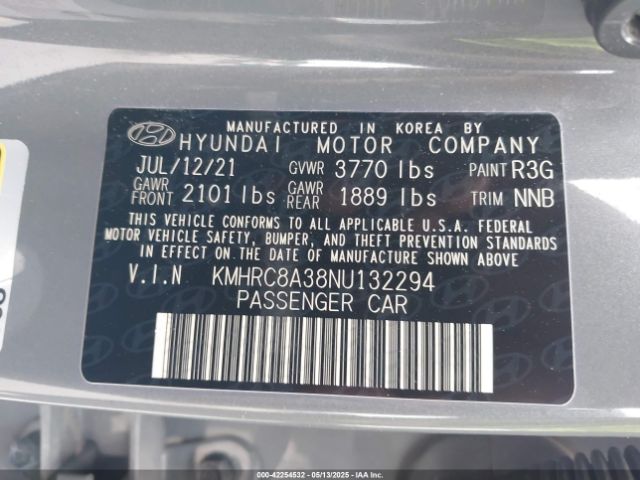 MANUFACTURED IN KOREA BY
HYUNDAI MOTOR COMPANY
JUL/12/21 GVWR 3770 lbs PAINT R3G
GAWR FRONT 2101 lbs GAWR REAR 1889 lbs TRIM NNB
THIS VEHICLE CONFORMS TO ALL APPLICABLE U.S.A. FEDERAL
MOTOR VEHICLE SAFETY, BUMPER, AND THEFT PREVENTION STANDARDS
IN EFFECT ON THE DATE OF MANUFACTURE SHOWN ABOVE
V.I.N KMHRC8A38NU132294
PASSENGER CAR
000-42254532 - 05/13/2025 - © IAA Holdings, LLC